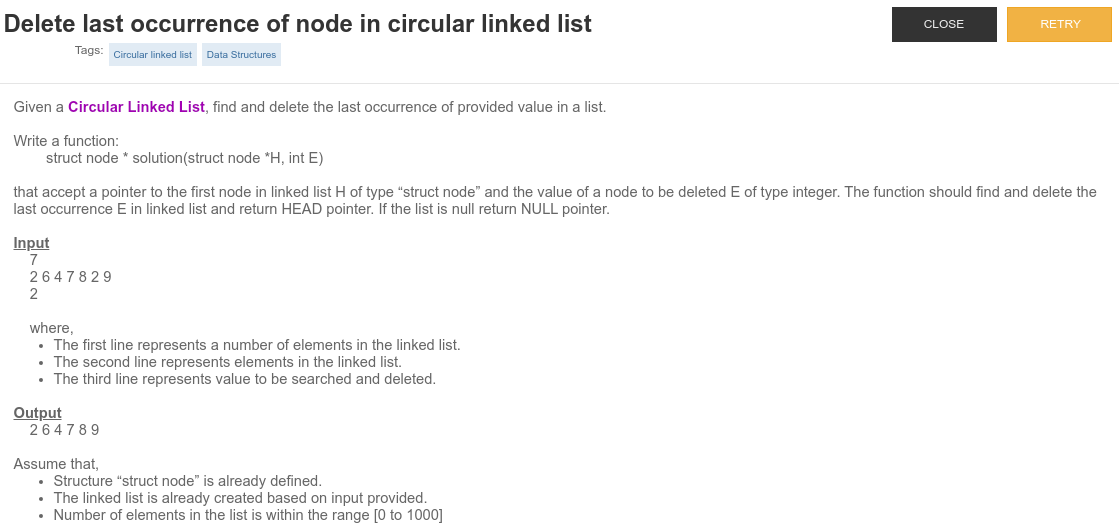 Delete last occurrence of node in circular linked list
CLOSE
RETRY
Tags: Circular linked list Data Structures
Given a Circular Linked List, find and delete the last occurrence of provided value in a list.
Write a function:
struct node * solution(struct node *H, int E)
that accept a pointer to the first node in linked list H of type “struct node” and the value of a node to be deleted E of type integer. The function should find and delete the
last occurrence E in linked list and return HEAD pointer. If the list is null return NULL pointer.
Input
7
2 6 4 7 8 2 9
2
where,
• The first line represents a number of elements in the linked list.
• The second line represents elements in the linked list.
• The third line represents value to be searched and deleted.
Output
2 6 4 7 8 9
Assume that,
• Structure “struct node” is already defined.
• The linked list is already created based on input provided.
• Number of elements in the list is within the range [0 to 1000]